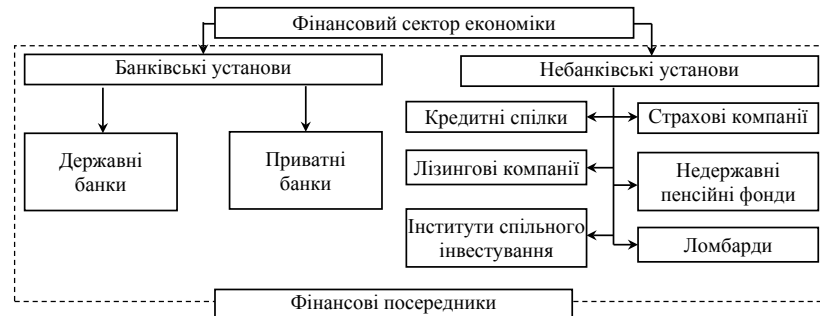 Фінансовий сектор економіки
Банківські установи
Небанківські установи
Кредитні спілки
Страхові компанії
Державні
банки
Приватні
банки
Лізингові компанії
Недержавні
пенсійні фонди
Інститути спільного
інвестування
Ломбарди
Фінансові посередники